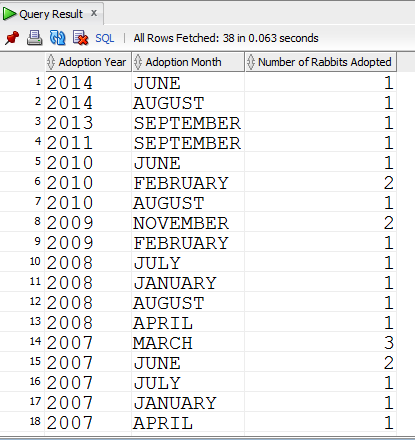 Query Result x
SQL | All Rows Fetched: 38 in 0.063 seconds
Adoption Year Adoption Month Number of Rabbits Adopted
1 2014 JUNE 1
2 2014 AUGUST 1
3 2013 SEPTEMBER 1
4 2011 SEPTEMBER 1
5 2010 JUNE 1
6 2010 FEBRUARY 2
7 2010 AUGUST 1
8 2009 NOVEMBER 2
9 2009 FEBRUARY 1
10 2008 JULY 1
11 2008 JANUARY 1
12 2008 AUGUST 1
13 2008 APRIL 1
14 2007 MARCH 3
15 2007 JUNE 2
16 2007 JULY 1
17 2007 JANUARY 1
18 2007 APRIL 1